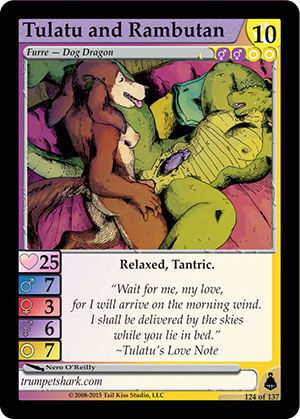 Tulatu and Rambutan
10
Furre — Dog Dragon
25
7
3
6
7
Relaxed, Tantric.
“Wait for me, my love,
for I will arrive on the morning wind.
I shall be delivered by the skies
while you lie in bed.”
~Tulatu’s Love Note
Nero O’Reilly
trumpetshark.com
© 2008-2015 Tail Kiss Studio, LLC
124 of 137